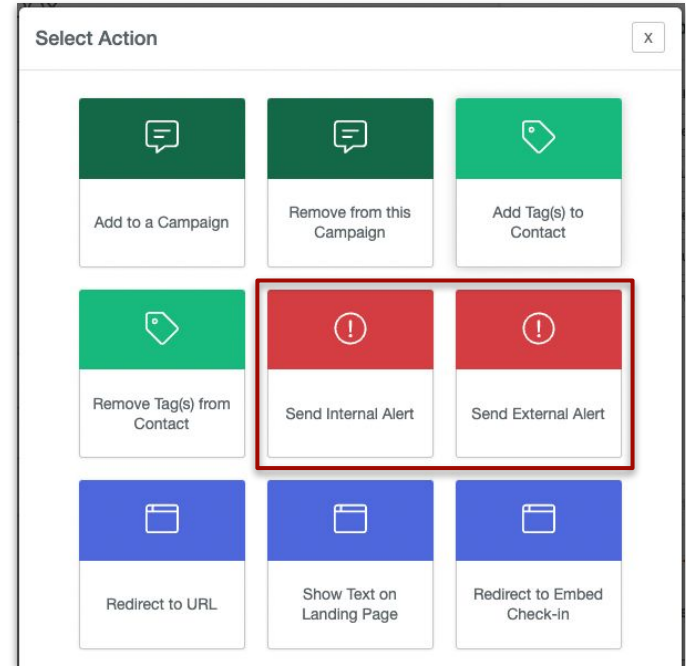 Select Action
X
Add to a Campaign
Remove from this
Campaign
Add Tag(s) to
Contact
Remove Tag(s) from
Contact
Send Internal Alert
Send External Alert
Redirect to URL
Show Text on
Landing Page
Redirect to Embed
Check-in